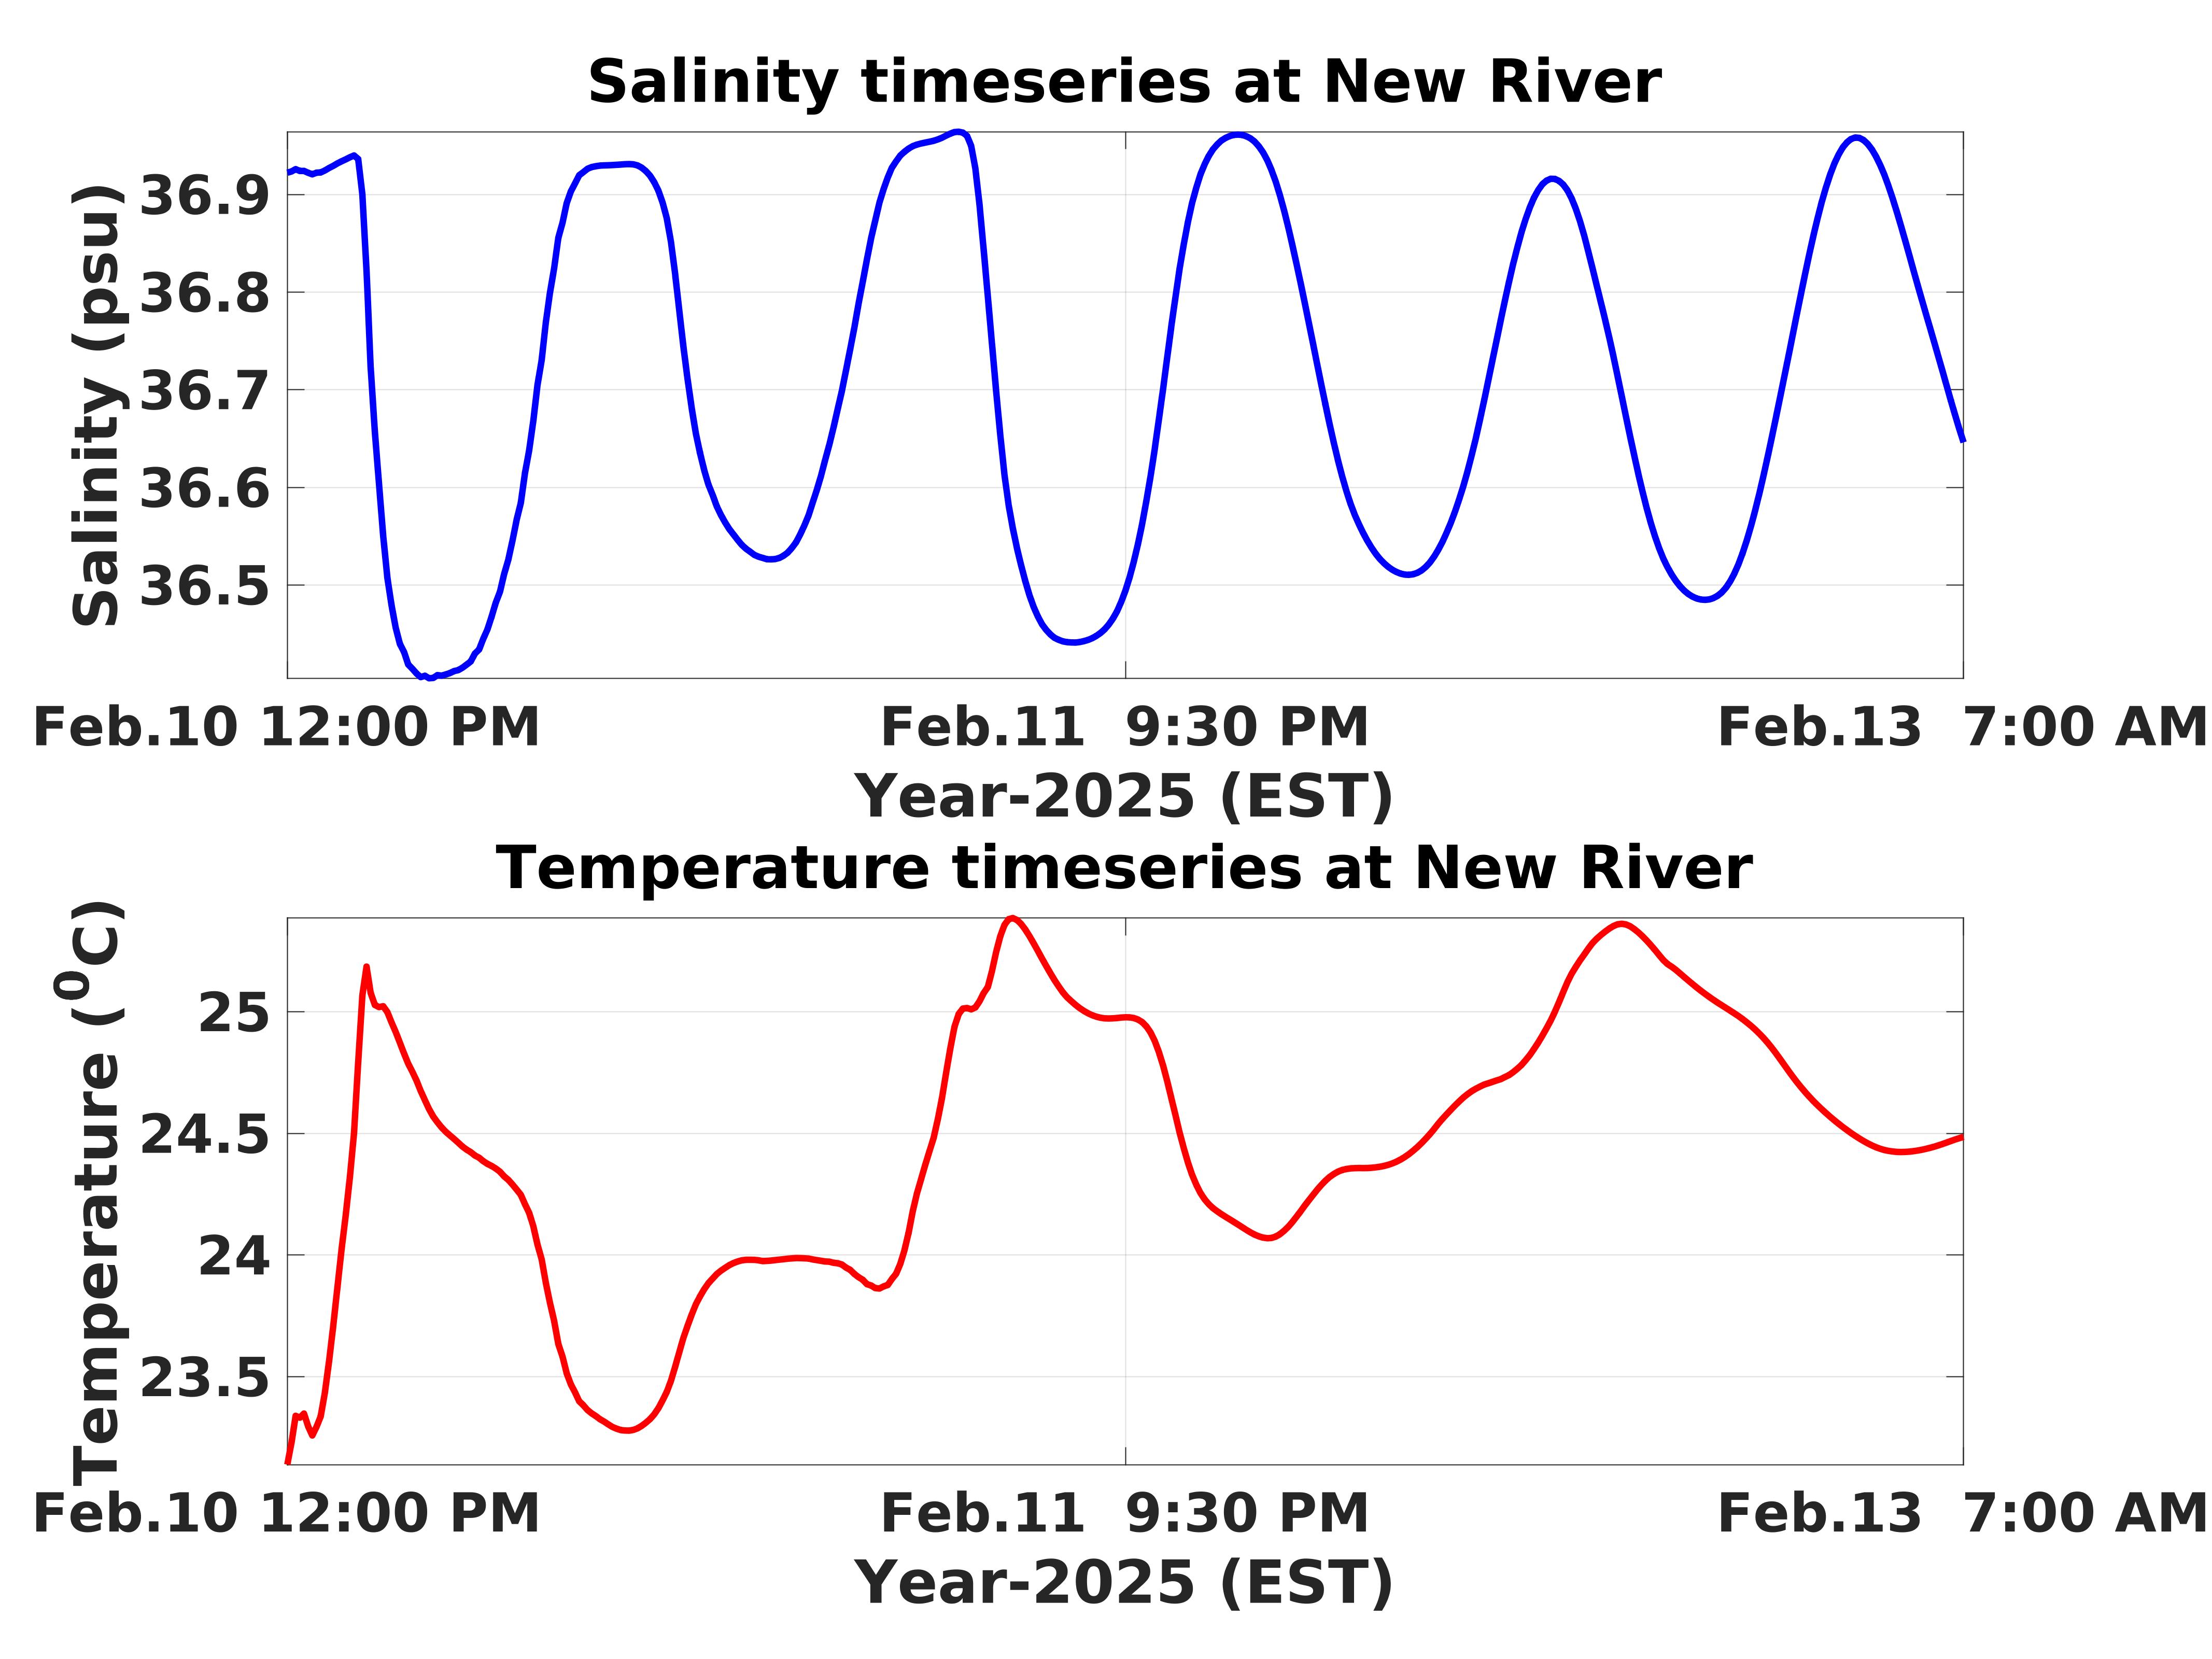 Salinity timeseries at New River
Salinity (psu)
36.9
36.8
36.7
36.6
36.5
Feb.10 12:00 PM
Feb.11  9:30 PM
Feb.13  7:00 AM
Year-2025 (EST)
Temperature timeseries at New River
Temperature (⁰C)
25
24.5
24
23.5
Feb.10 12:00 PM
Feb.11  9:30 PM
Feb.13  7:00 AM
Year-2025 (EST)